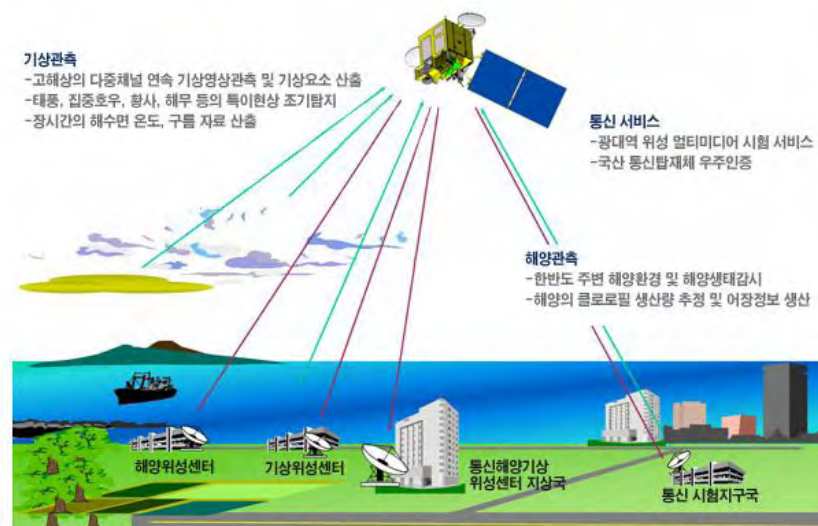 기상관측
-고해상의 다중채널 연속 기상영상관측 및 기상요소 산출
-태풍, 집중호우, 황사, 해무 등의 특이현상 조기탐지
-장시간의 해수면 온도, 구름 자료 산출
통신 서비스
-광대역 위성 멀티미디어 시험 서비스
-국산 통신탑재체 우주인증
해양관측
-한반도 주변 해양환경 및 해양생태감시
-해양의 클로로필 생산량 추정 및 어장정보 생산
해양위성센터
기상위성센터
통신해양기상
위성센터 지상국
통신 시험지구국